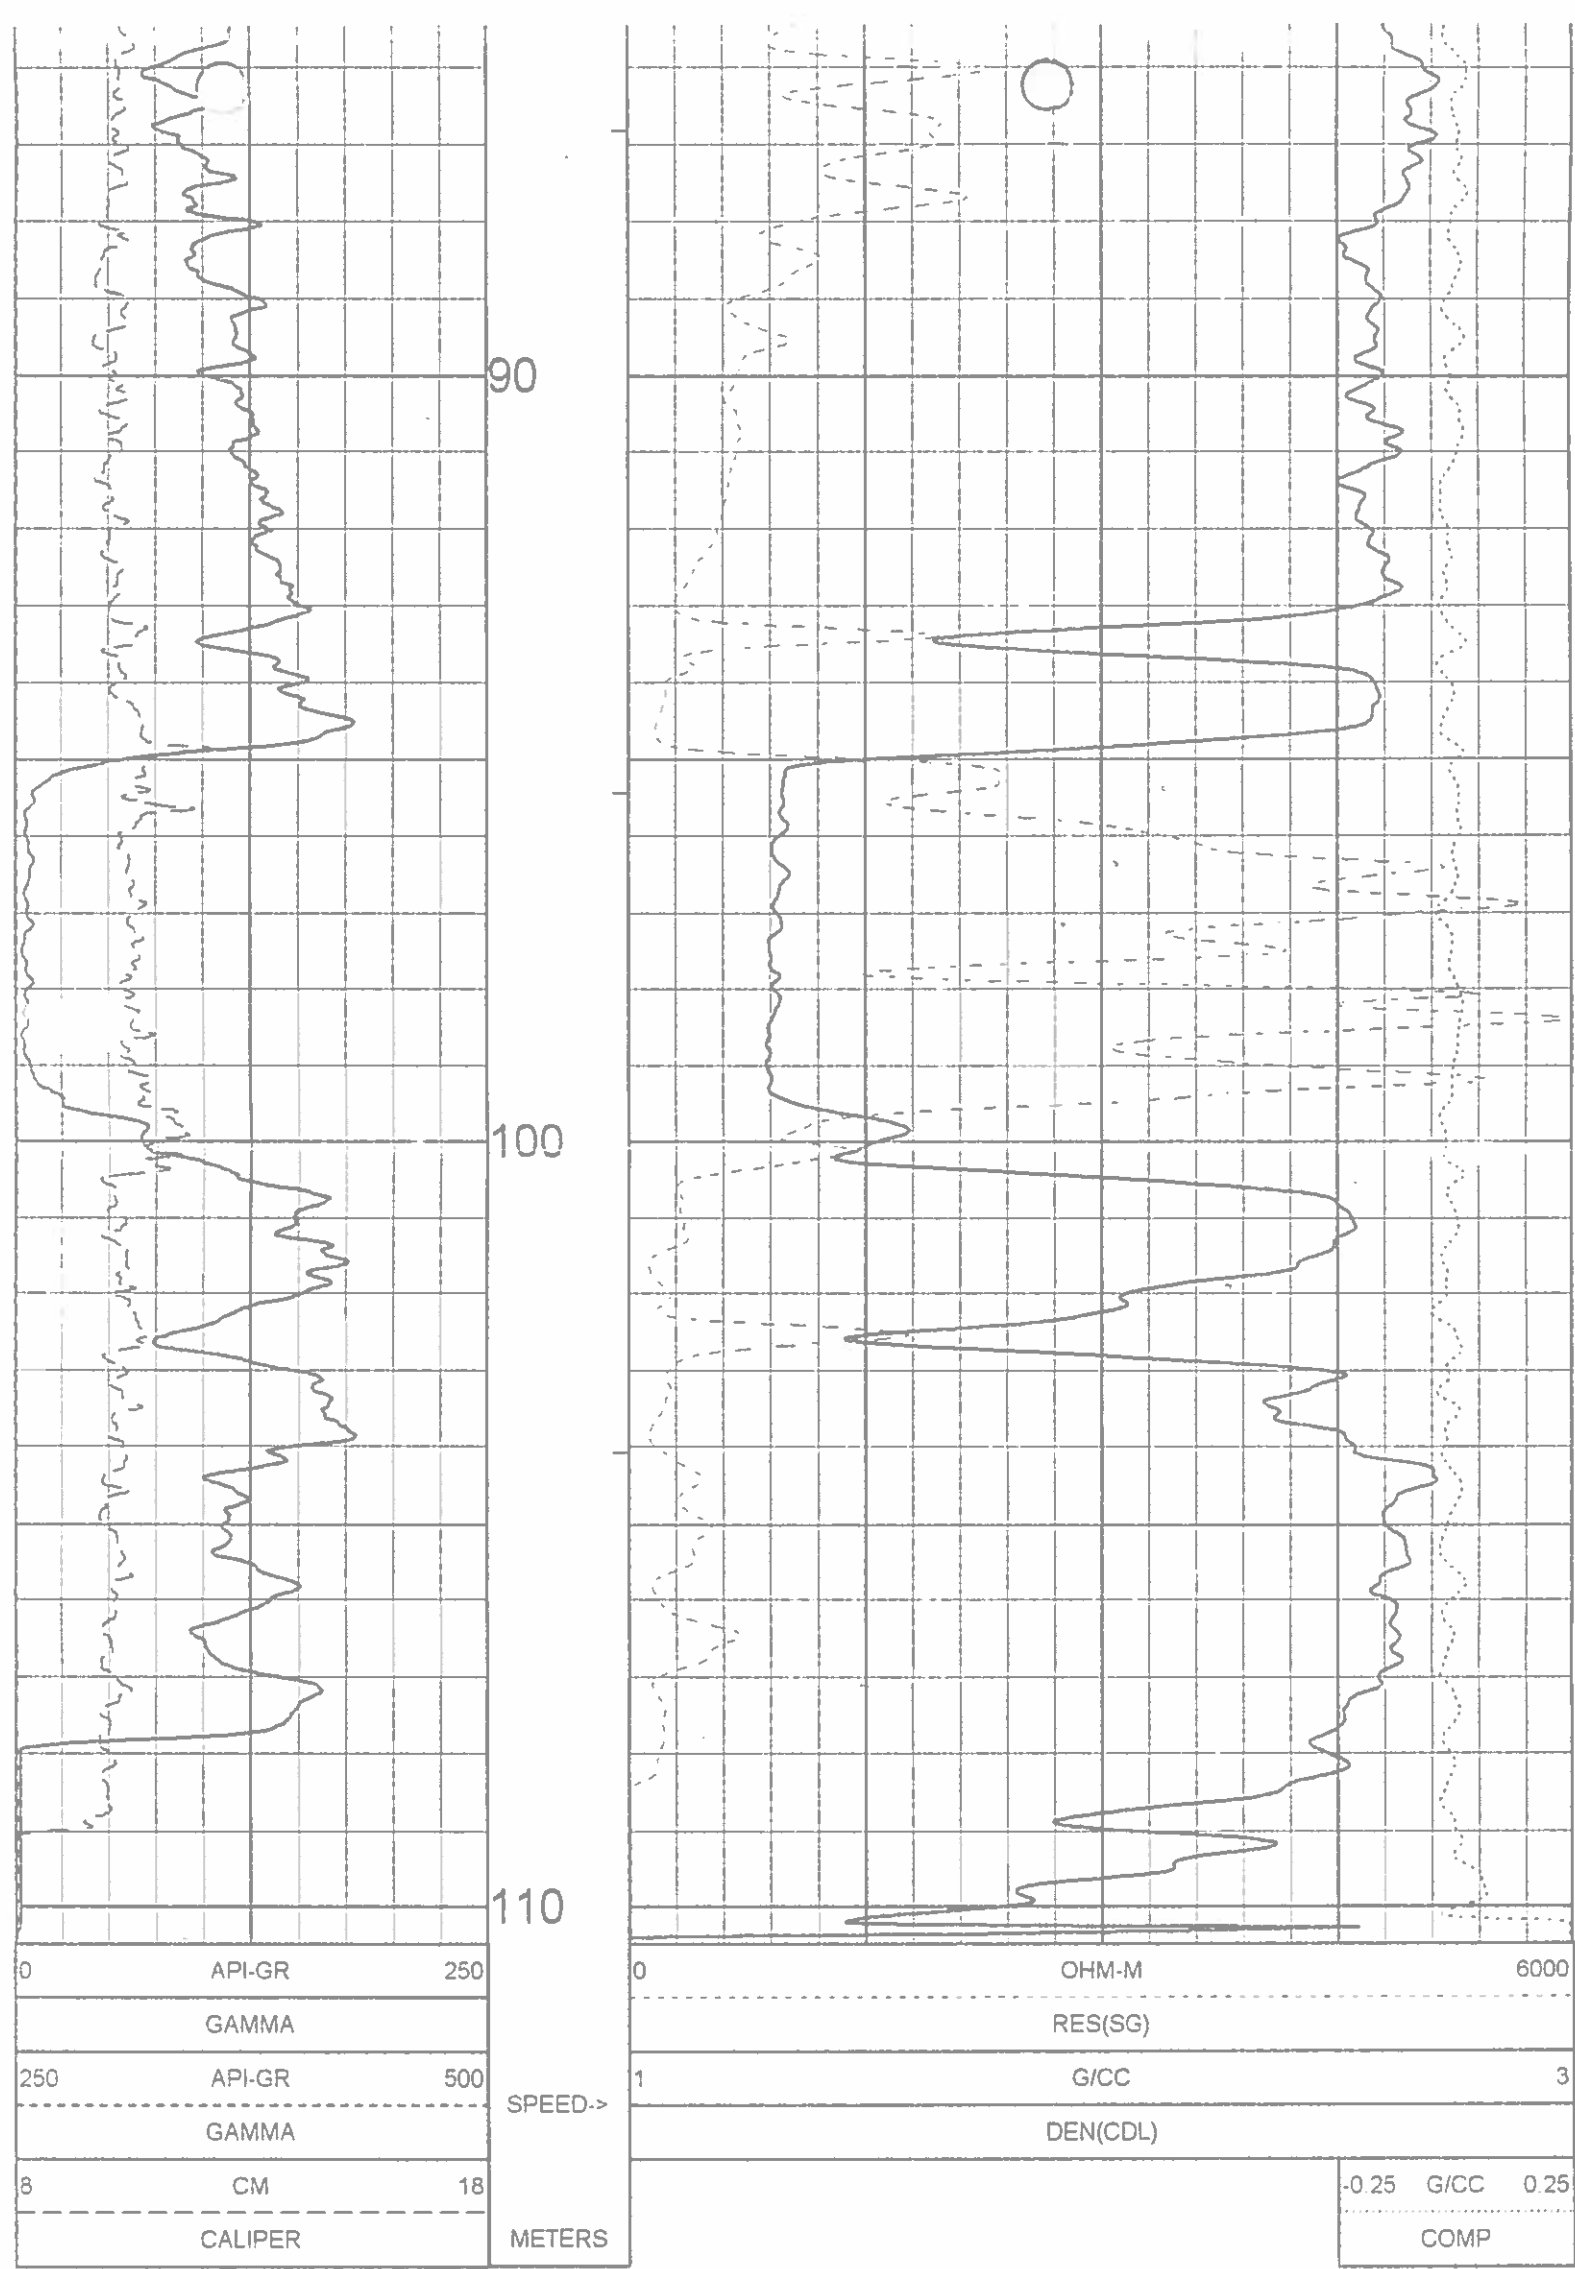 90
100
110
0 API-GR 250
GAMMA
250 API-GR 500
GAMMA
8 CM 18
CALIPER
SPEED->
METERS
0 OHM-M 6000
RES(SG)
1 G/CC 3
DEN(CDL)
-0.25 G/CC 0.25
COMP